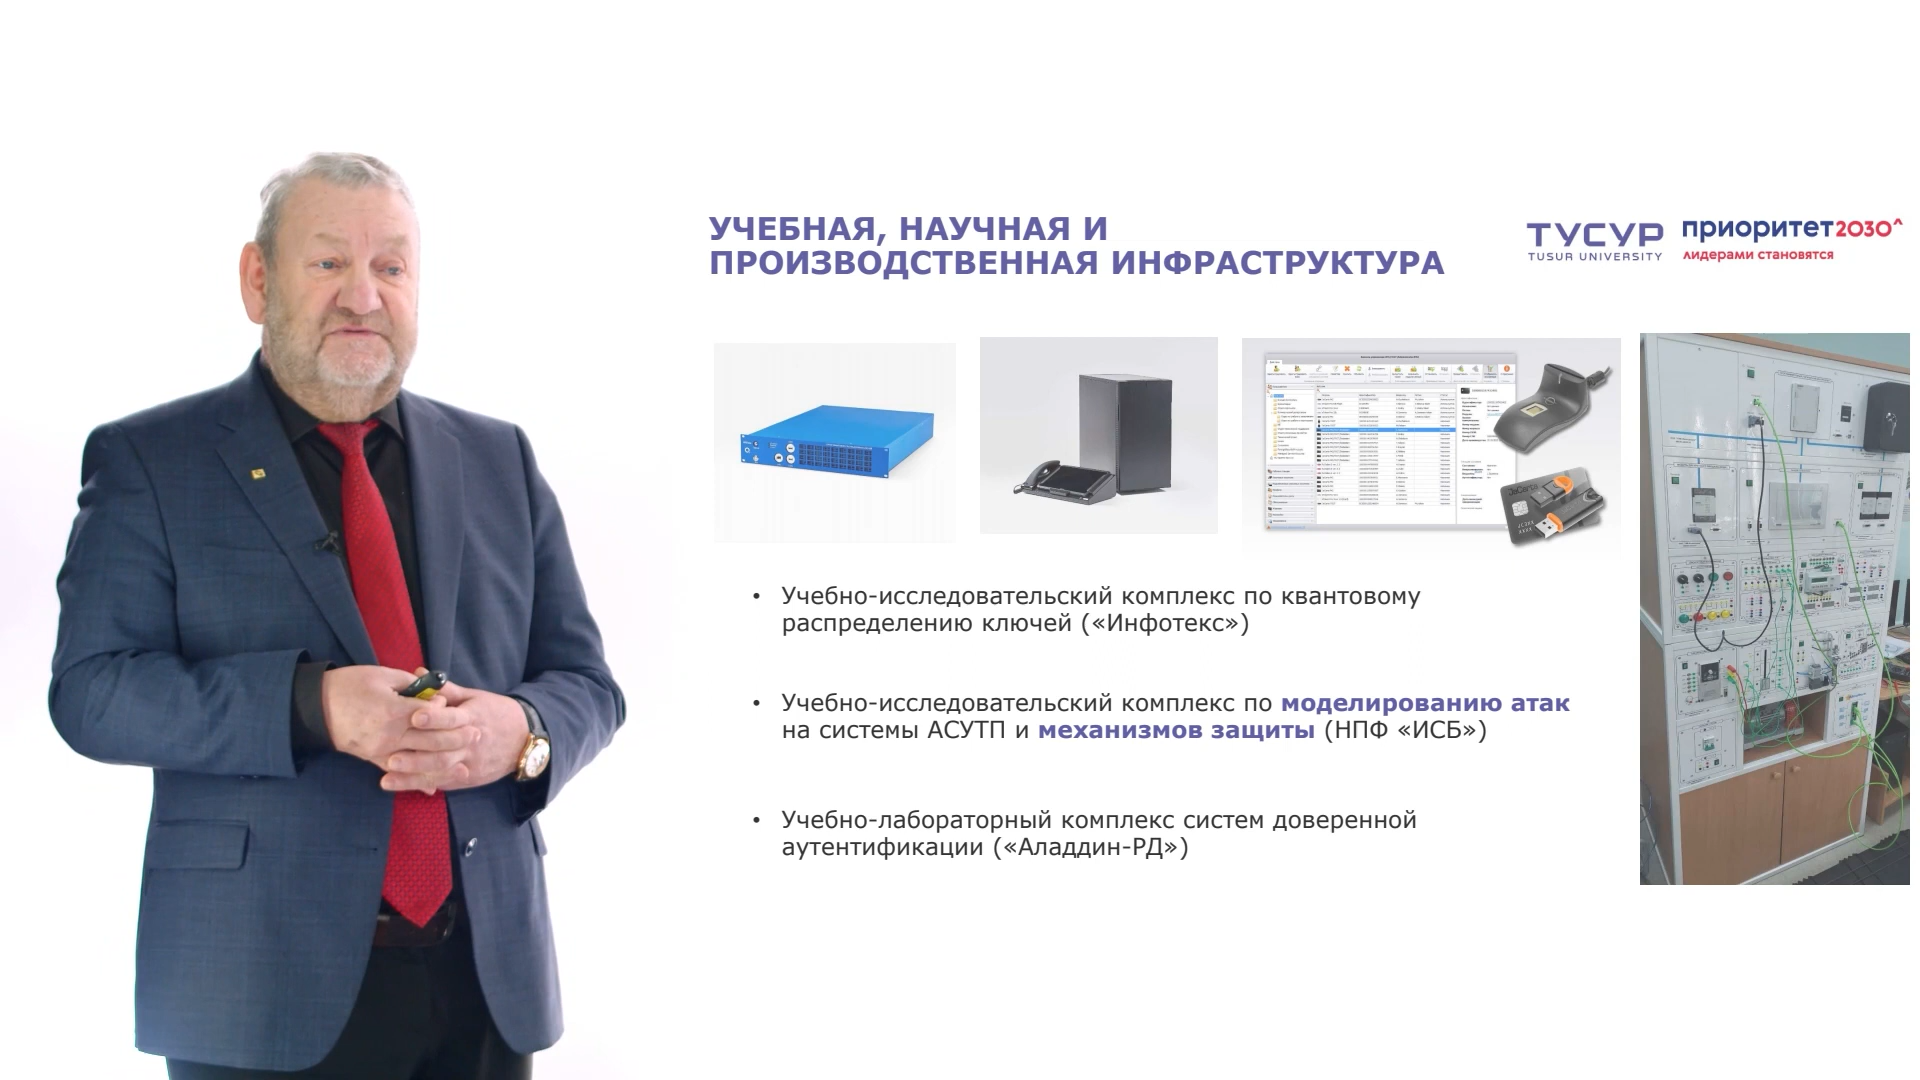 УЧЕБНАЯ, НАУЧНАЯ И
ПРОИЗВОДСТВЕННАЯ ИНФРАСТРУКТУРА
ТУСУР
TUSUR UNIVERSITY
приоритет2030^
лидерами становятся
JaCarta
• Учебно-исследовательский комплекс по квантовому
распределению ключей («Инфотекс»)
• Учебно-исследовательский комплекс по моделированию атак
на системы АСУТП и механизмов защиты (НПФ «ИСБ»)
• Учебно-лабораторный комплекс систем доверенной
аутентификации («Аладдин-РД»)